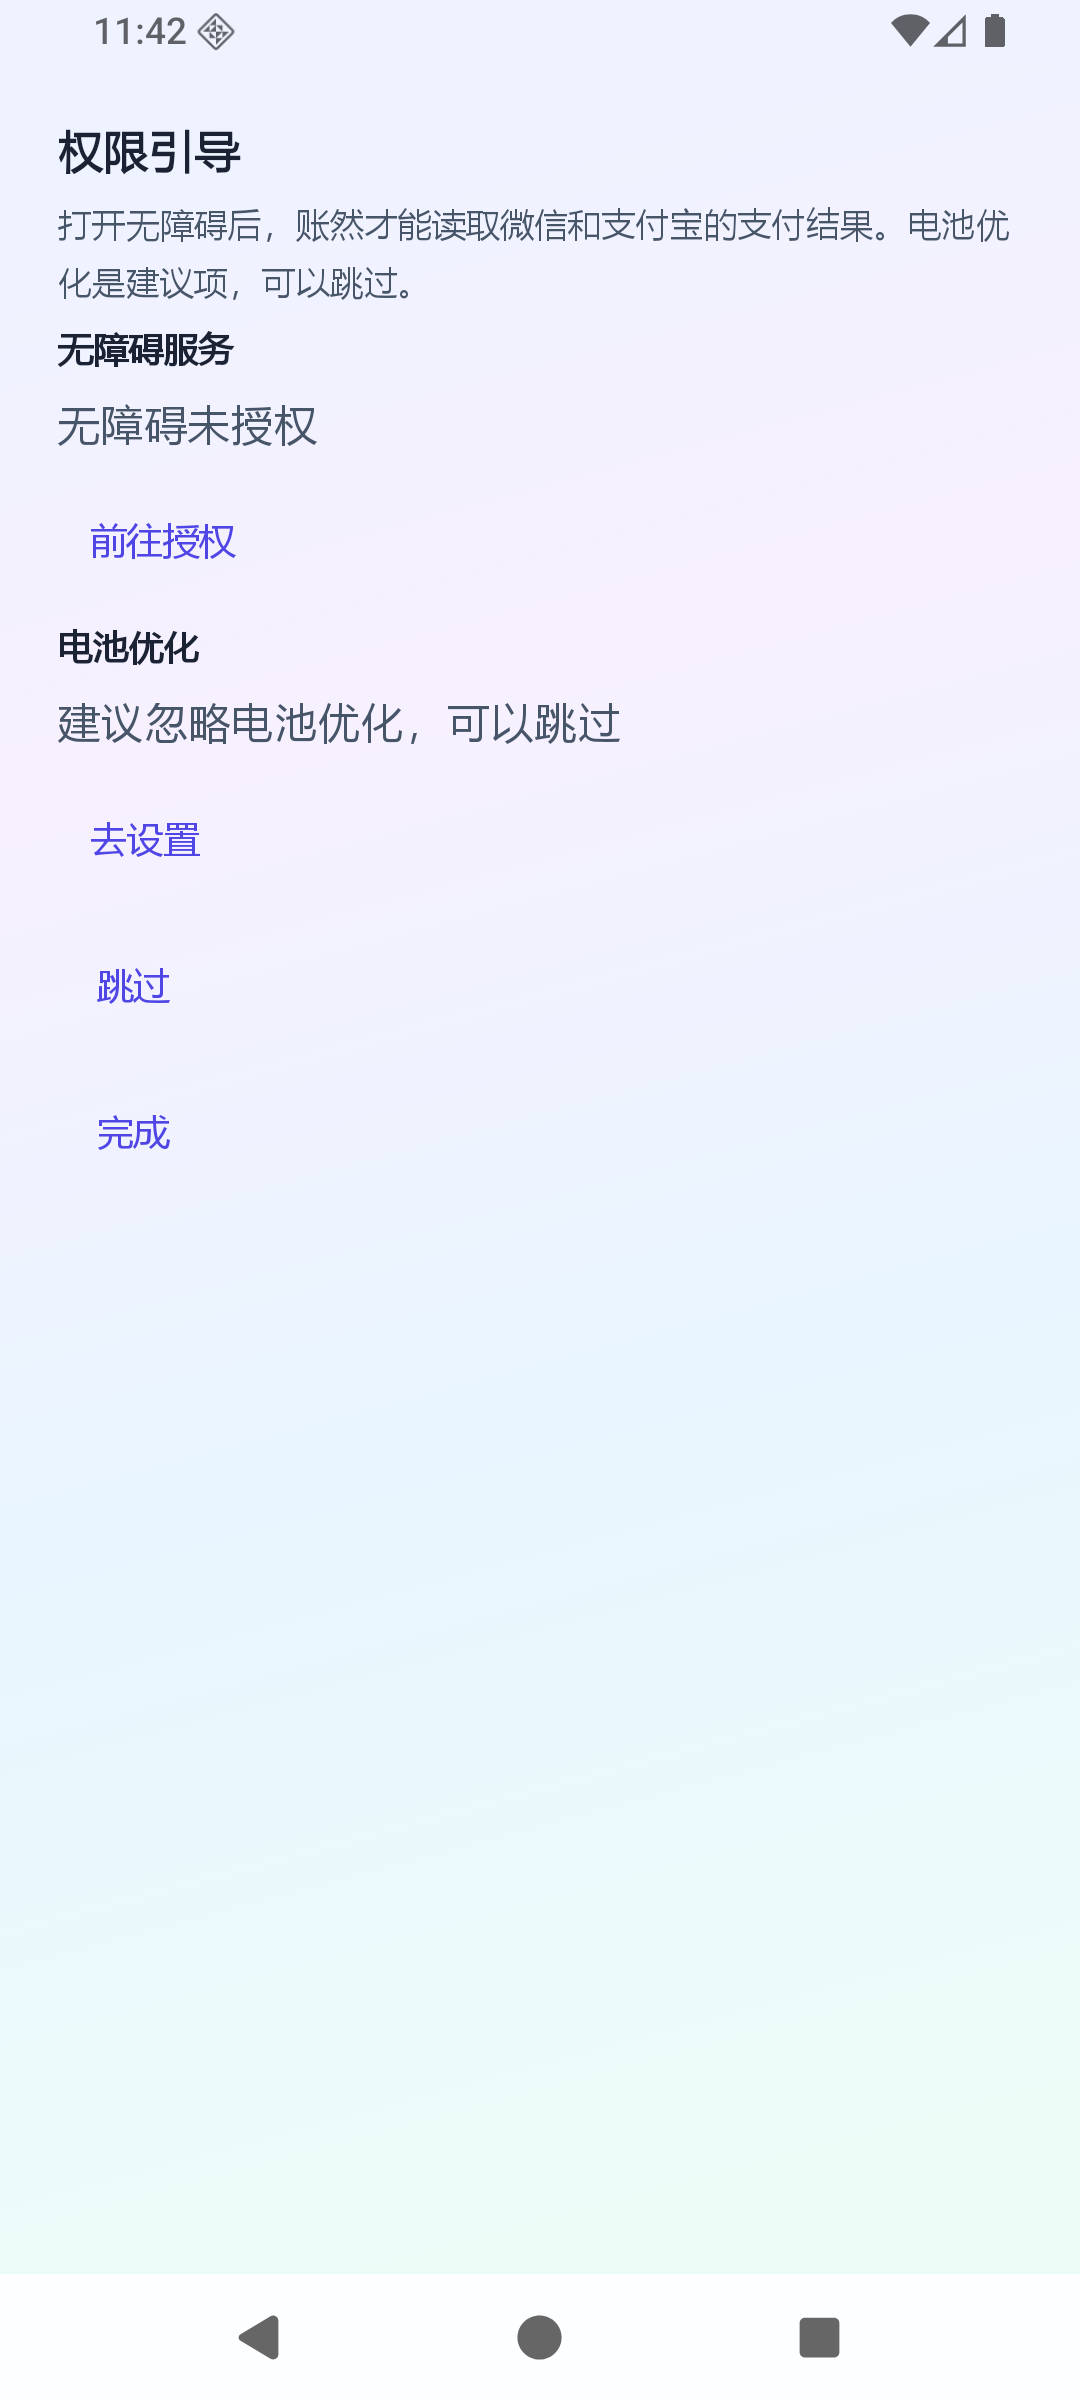 11:42
权限引导
打开无障碍后，账然才能读取微信和支付宝的支付结果。电池优
化是建议项，可以跳过。
无障碍服务
无障碍未授权
前往授权
电池优化
建议忽略电池优化，可以跳过
去设置
跳过
完成